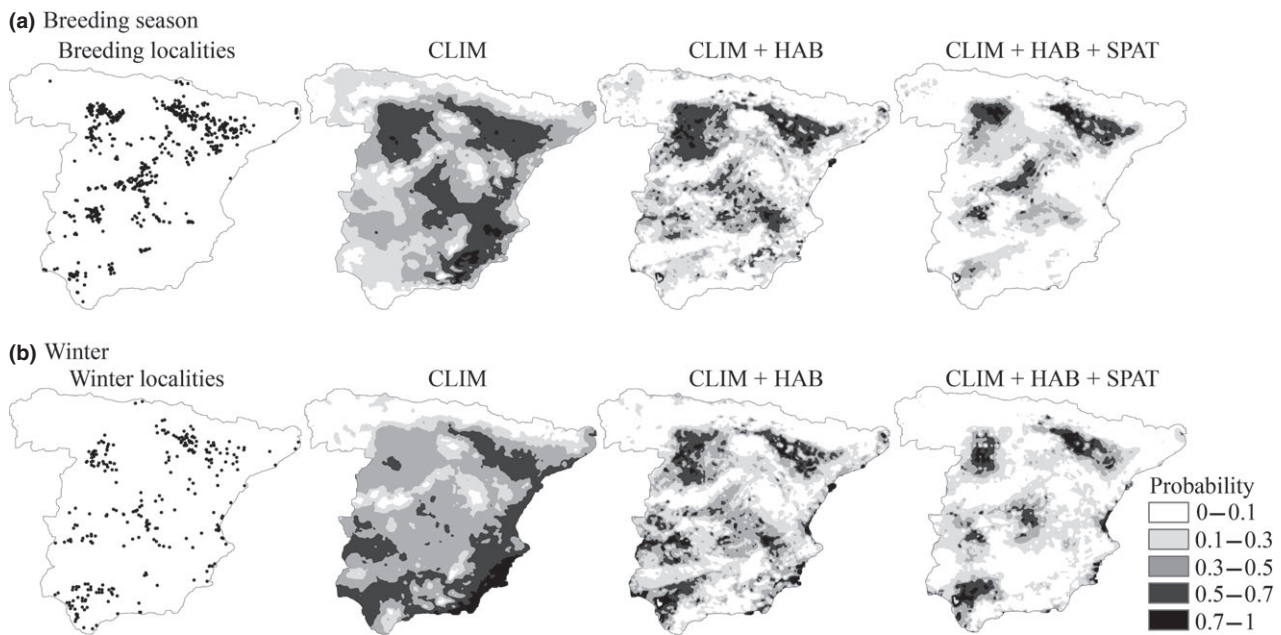 (a) Breeding season
Breeding localities
CLIM
CLIM + HAB
CLIM + HAB + SPAT
(b) Winter
Winter localities
CLIM
CLIM + HAB
CLIM + HAB + SPAT
Probability
0–0.1
0.1–0.3
0.3–0.5
0.5–0.7
0.7–1